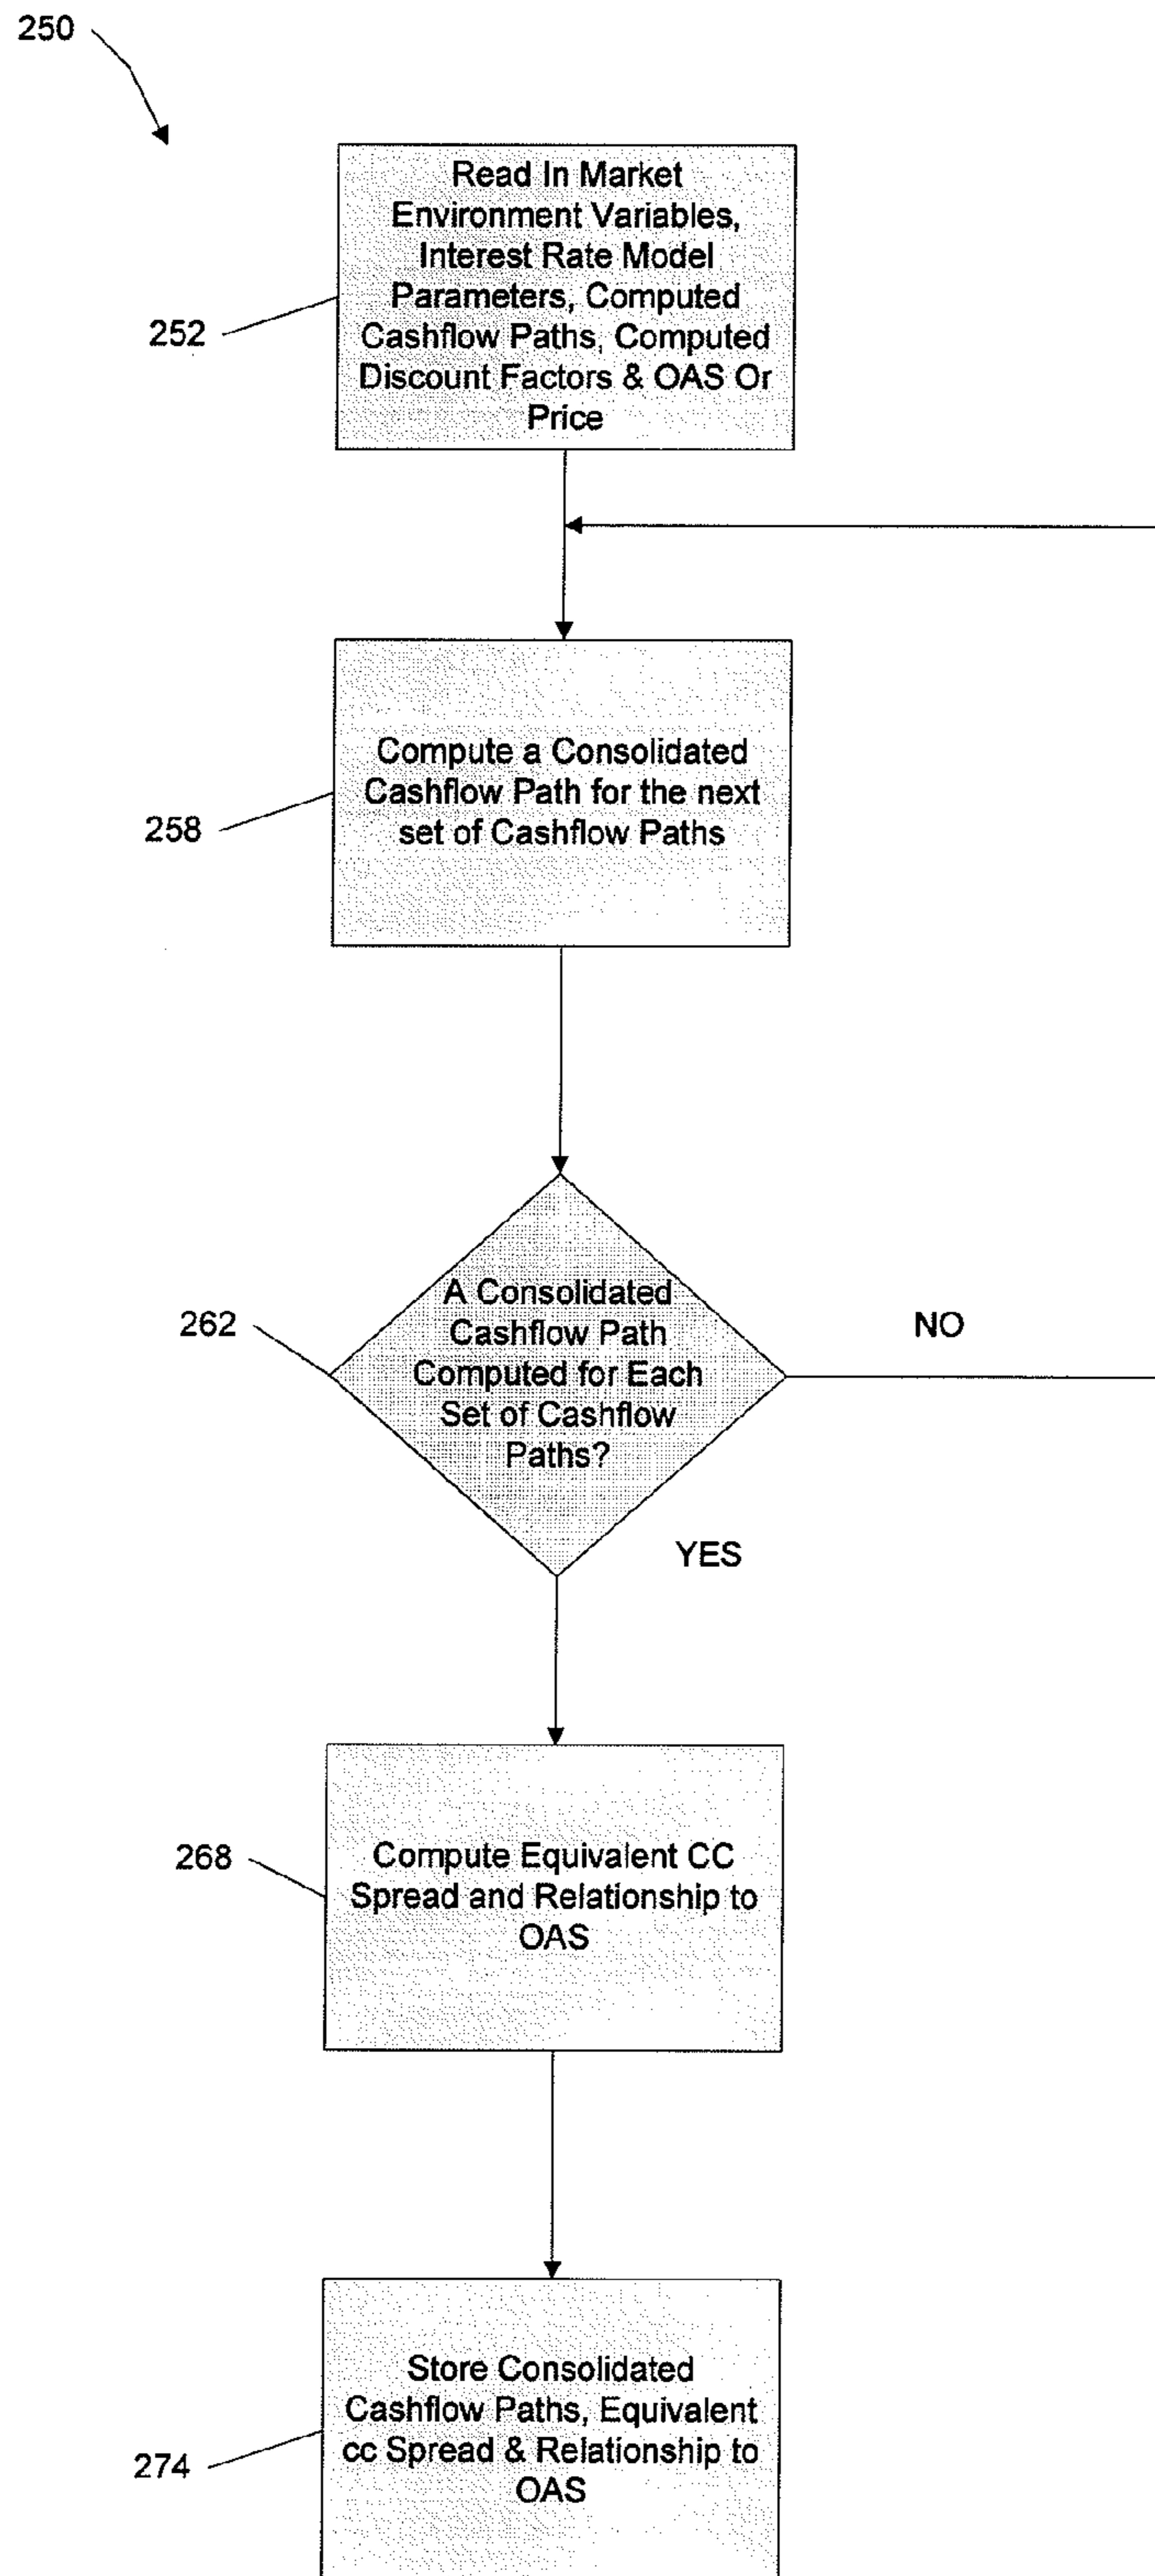 250
Read In Market
Environment Variables,
Interest Rate Model
Parameters, Computed
Cashflow Paths, Computed
Discount Factors & OAS Or
Price
252
Compute a Consolidated
Cashflow Path for the next
set of Cashflow Paths
258
A Consolidated
Cashflow Path
Computed for Each
Set of Cashflow
Paths?
262
NO
YES
Compute Equivalent CC
Spread and Relationship to
OAS
268
Store Consolidated
Cashflow Paths, Equivalent
cc Spread & Relationship to
OAS
274